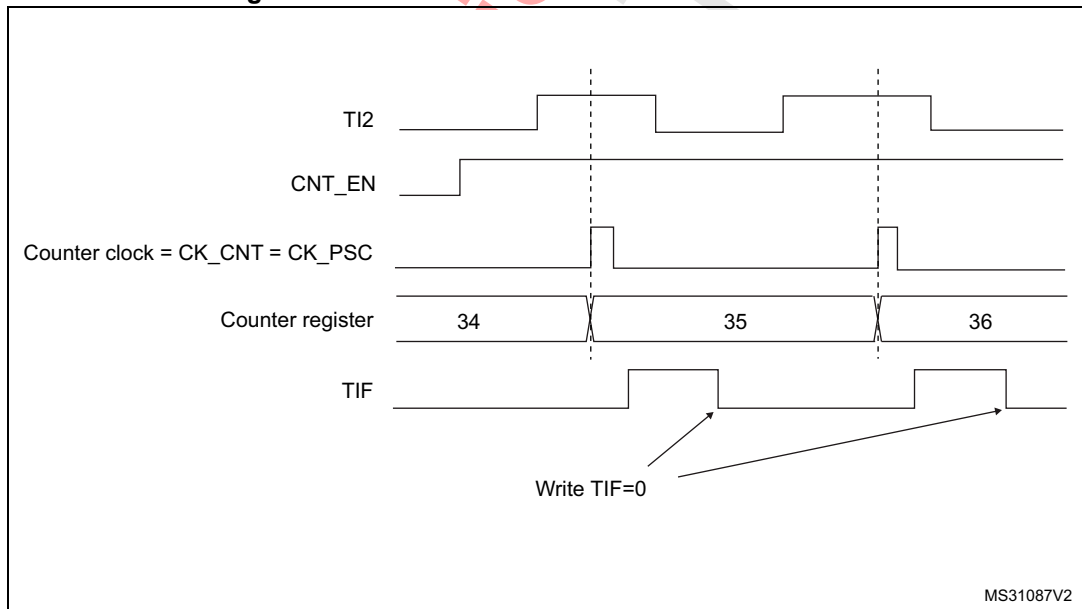 TI2
CNT_EN
Counter clock = CK_CNT = CK_PSC
Counter register 34 35 36
TIF
Write TIF=0
MS31087V2